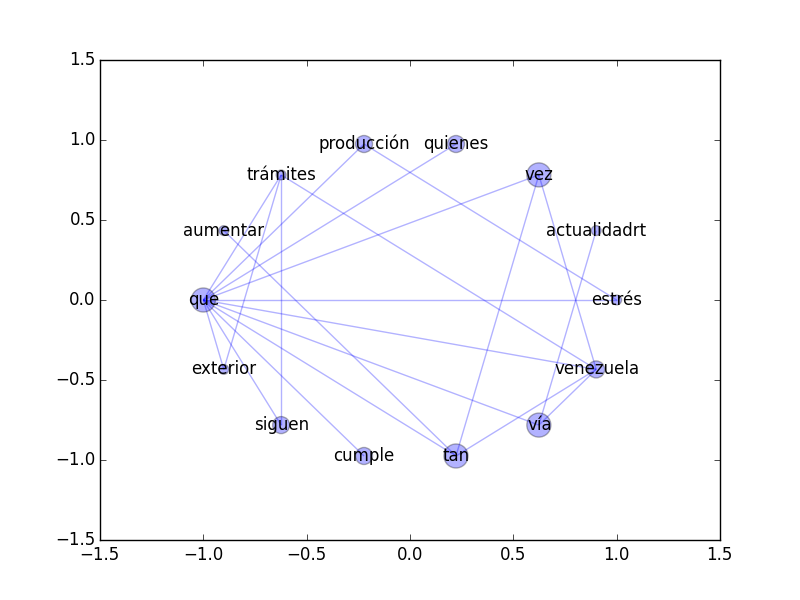 1.5
producción quienes
1.0
trámites vez
0.5
aumentar actualidadrt
0.0
que estrés
exterior venezuela
−0.5
siguen vía
cumple tan
−1.0
−1.5
−1.5 −1.0 −0.5 0.0 0.5 1.0 1.5